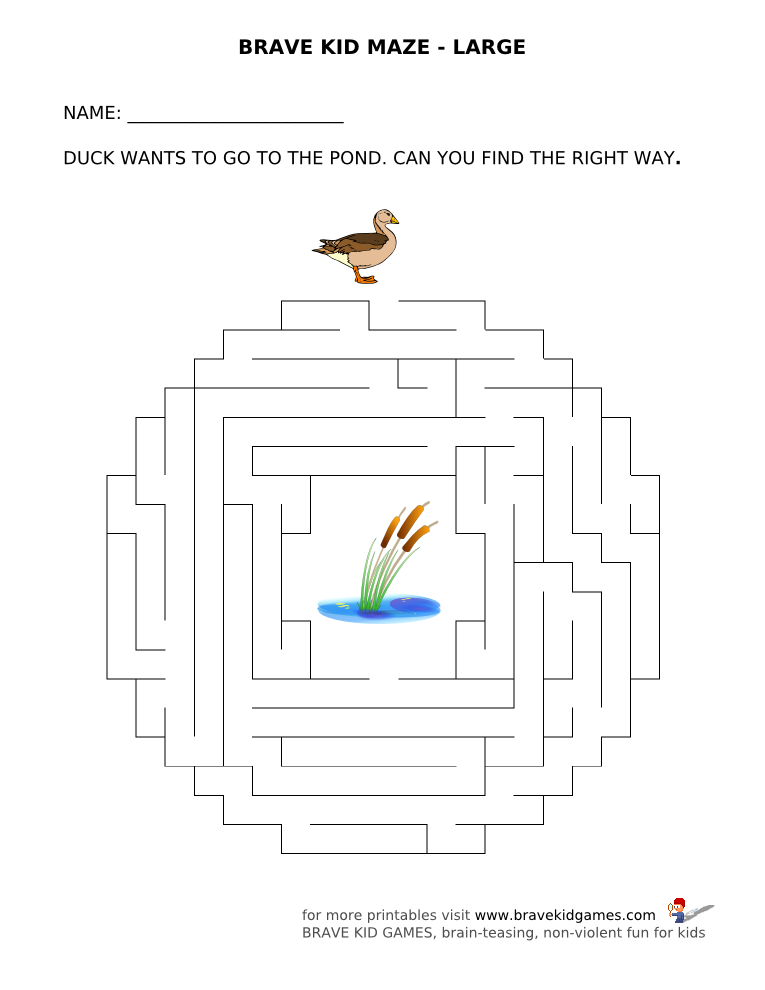 BRAVE KID MAZE - LARGE
NAME: ________________________
DUCK WANTS TO GO TO THE POND. CAN YOU FIND THE RIGHT WAY.
for more printables visit www.bravekidgames.com
BRAVE KID GAMES, brain-teasing, non-violent fun for kids